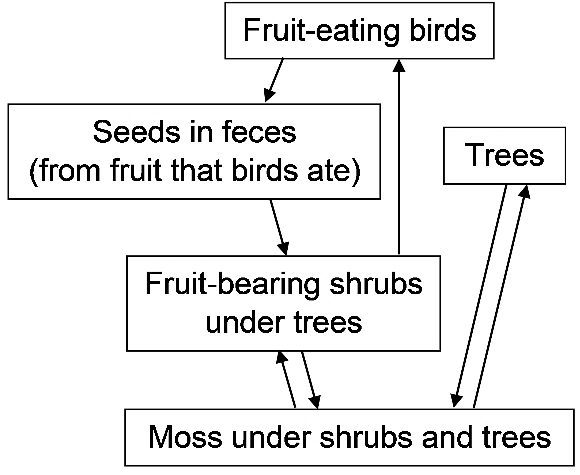 Fruit-eating birds
Seeds in feces
(from fruit that birds ate)
Trees
Fruit-bearing shrubs
under trees
Moss under shrubs and trees